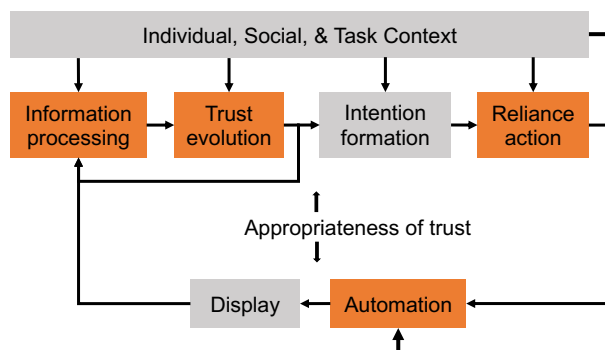 Individual, Social, & Task Context
Information
processing
Trust
evolution
Intention
formation
Reliance
action
Appropriateness of trust
Display
Automation